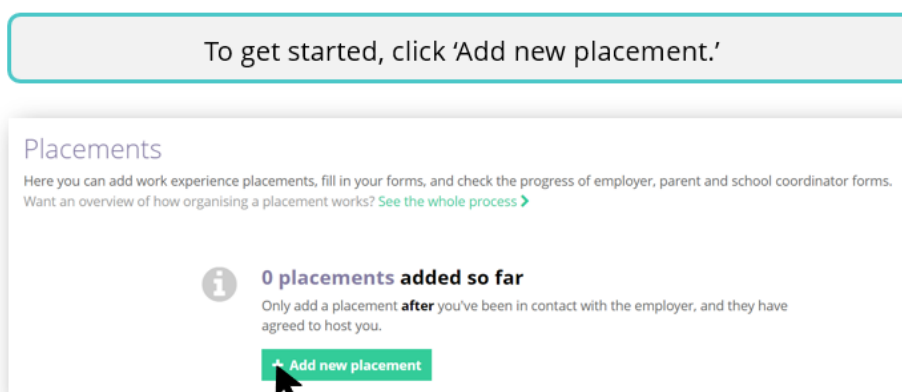 To get started, click ‘Add new placement.’
Placements
Here you can add work experience placements, fill in your forms, and check the progress of employer, parent and school coordinator forms.
Want an overview of how organising a placement works? See the whole process
0 placements added so far
Only add a placement after you've been in contact with the employer, and they have
agreed to host you.
+ Add new placement